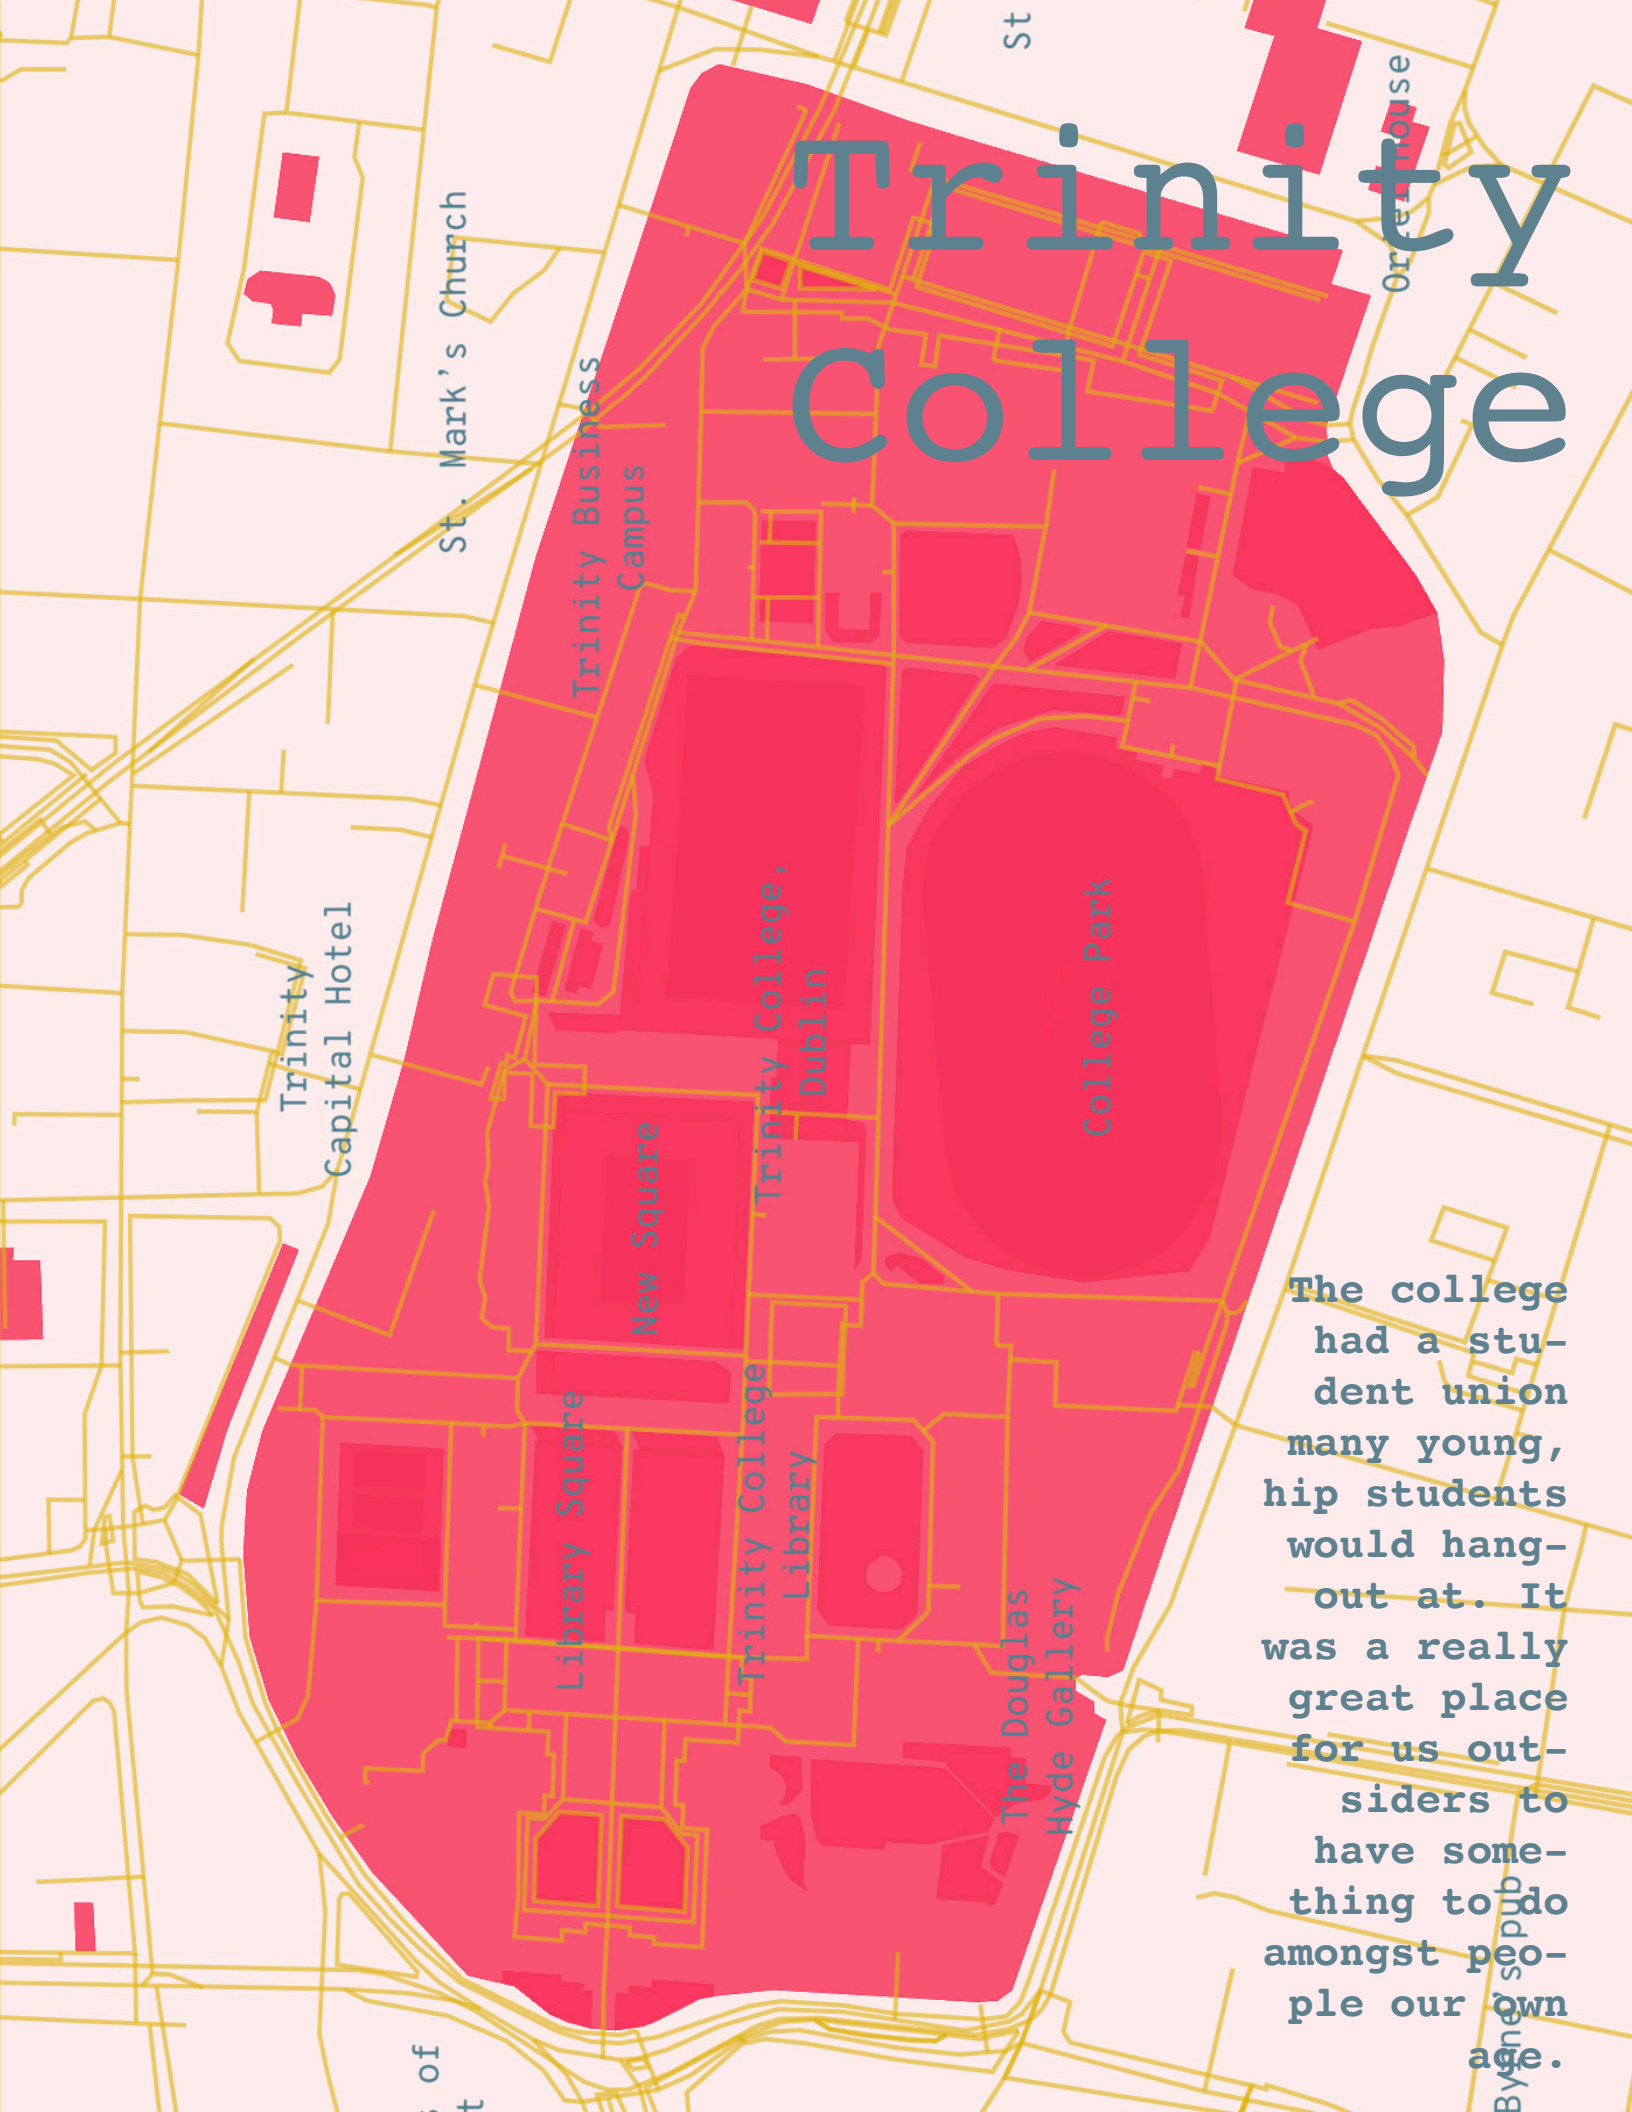 St
Trinity
College
St. Mark's Church
Trinity Business
Campus
Trinity
Capital Hotel
Trinity College,
Dublin
College Park
New Square
Library Square
Trinity College
Library
The Douglas
Hyde Gallery
The college
had a stu-
dent union
many young,
hip students
would hang-
out at. It
was a really
great place
for us out-
siders to
have some-
thing to do
amongst peo-
ple our own
age.
of
t